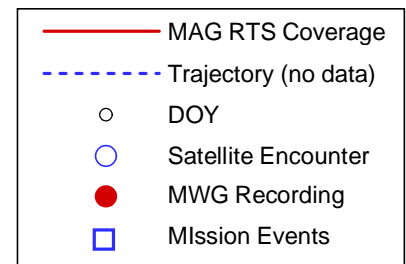 MAG RTS Coverage
Trajectory (no data)
DOY
Satellite Encounter
MWG Recording
MIssion Events